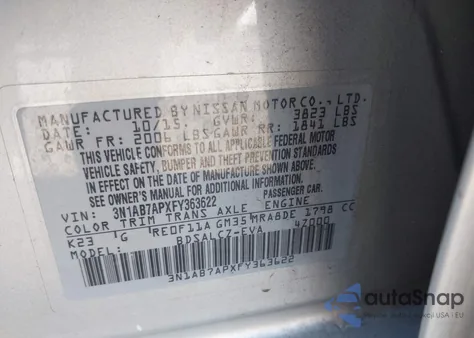 MANUFACTURED BY NISSAN MOTOR CO., LTD.
DATE: 10/15 GVWR: 3823 LBS
GAWR FR: 2004 LBS GAWR RR: 1841 LBS
THIS VEHICLE CONFORMS TO ALL APPLICABLE FEDERAL MOTOR
VEHICLE SAFETY, BUMPER AND THEFT PREVENTION STANDARDS
IN EFFECT ON THE DATE OF MANUFACTURE SHOWN ABOVE.
SEE OWNER'S MANUAL FOR ADDITIONAL INFORMATION.
VIN: 3N1AB7APXFY363622 PASSENGER CAR.
COLOR TRIM TRANS AXLE ENGINE
K23 G RE0F11A GM35 MRA8DE 1798 CC
MODEL: BDSALCZ-EVA 47000
3N1AB7APXFY363622
autoSnap